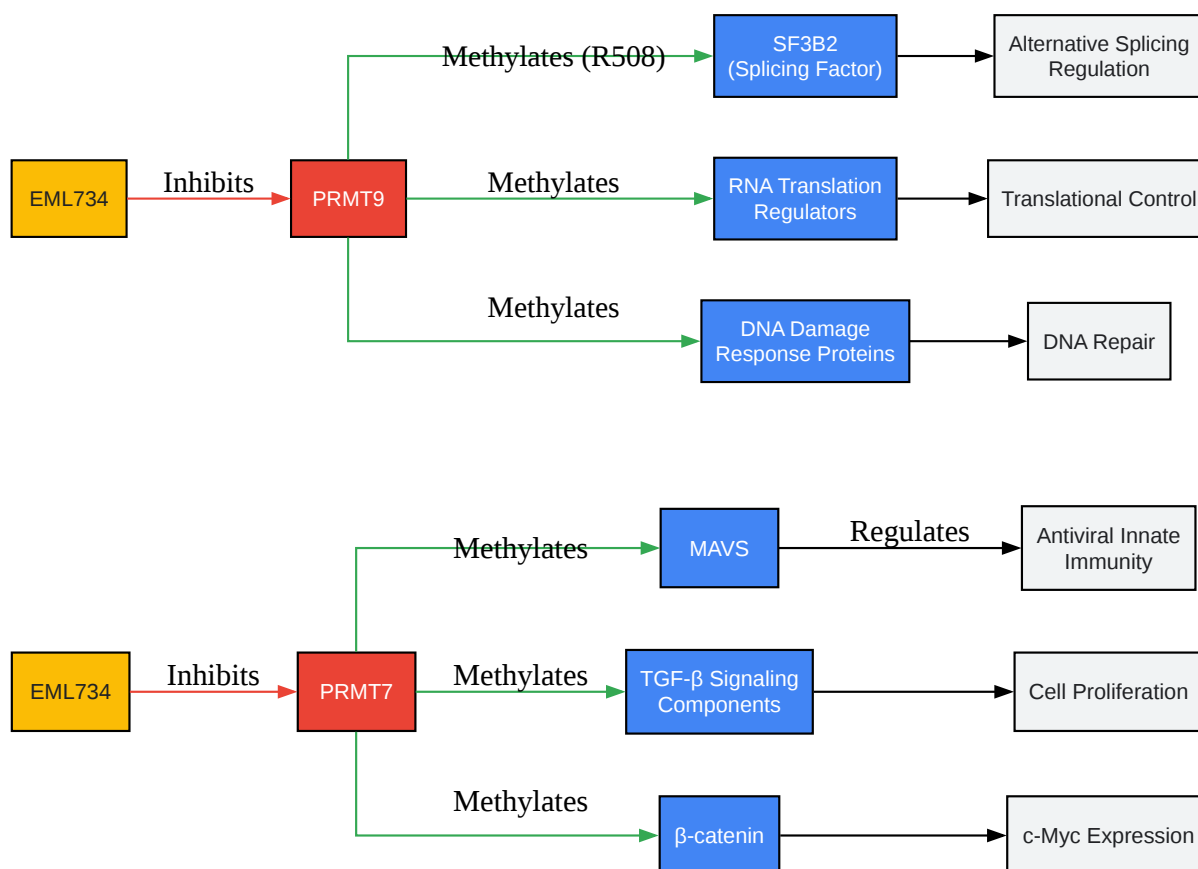 Methylates (R508)
SF3B2
(Splicing Factor)
Alternative Splicing
Regulation
EML734
Inhibits
PRMT9
Methylates
RNA Translation
Regulators
Translational Control
Methylates
DNA Damage
Response Proteins
DNA Repair
Methylates
MAVS
Regulates
Antiviral Innate
Immunity
EML734
Inhibits
PRMT7
Methylates
TGF-β Signaling
Components
Cell Proliferation
Methylates
β-catenin
c-Myc Expression